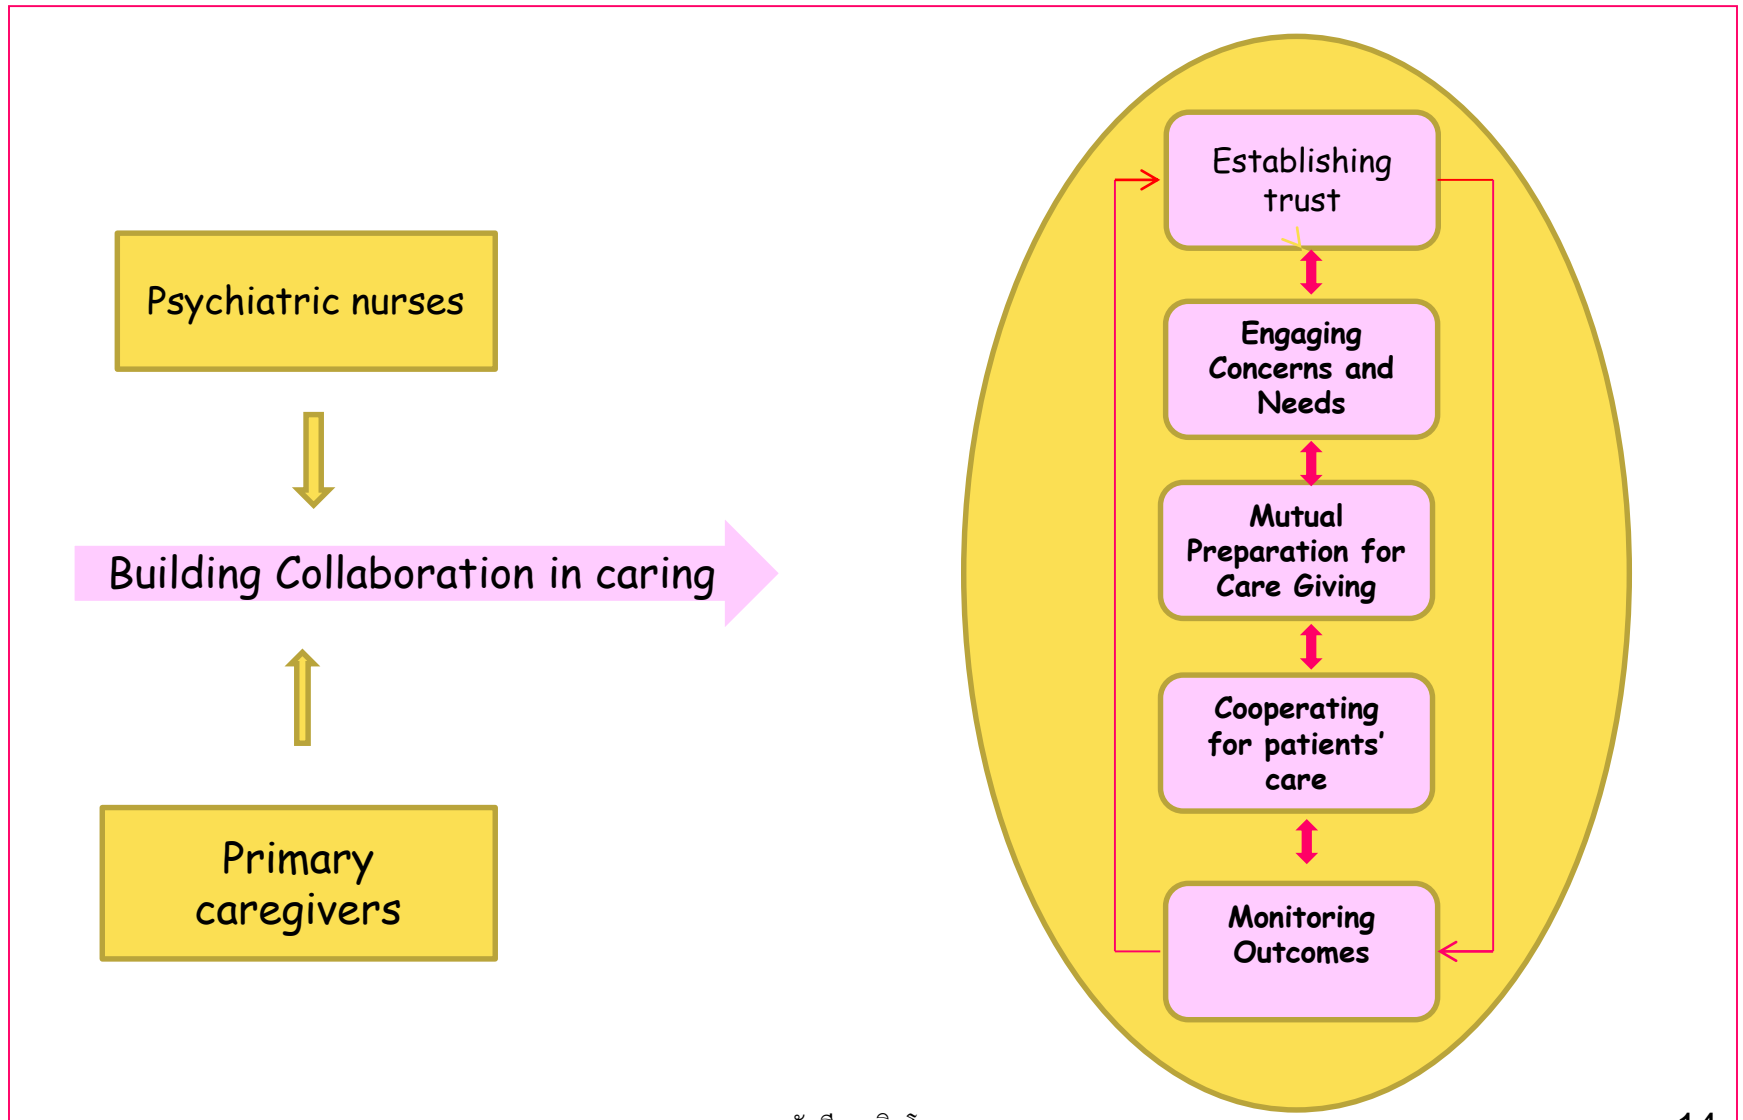 Psychiatric nurses
Building Collaboration in caring
Primary
caregivers
Establishing
trust
Engaging
Concerns and
Needs
Mutual
Preparation for
Care Giving
Cooperating
for patients’
care
Monitoring
Outcomes
14